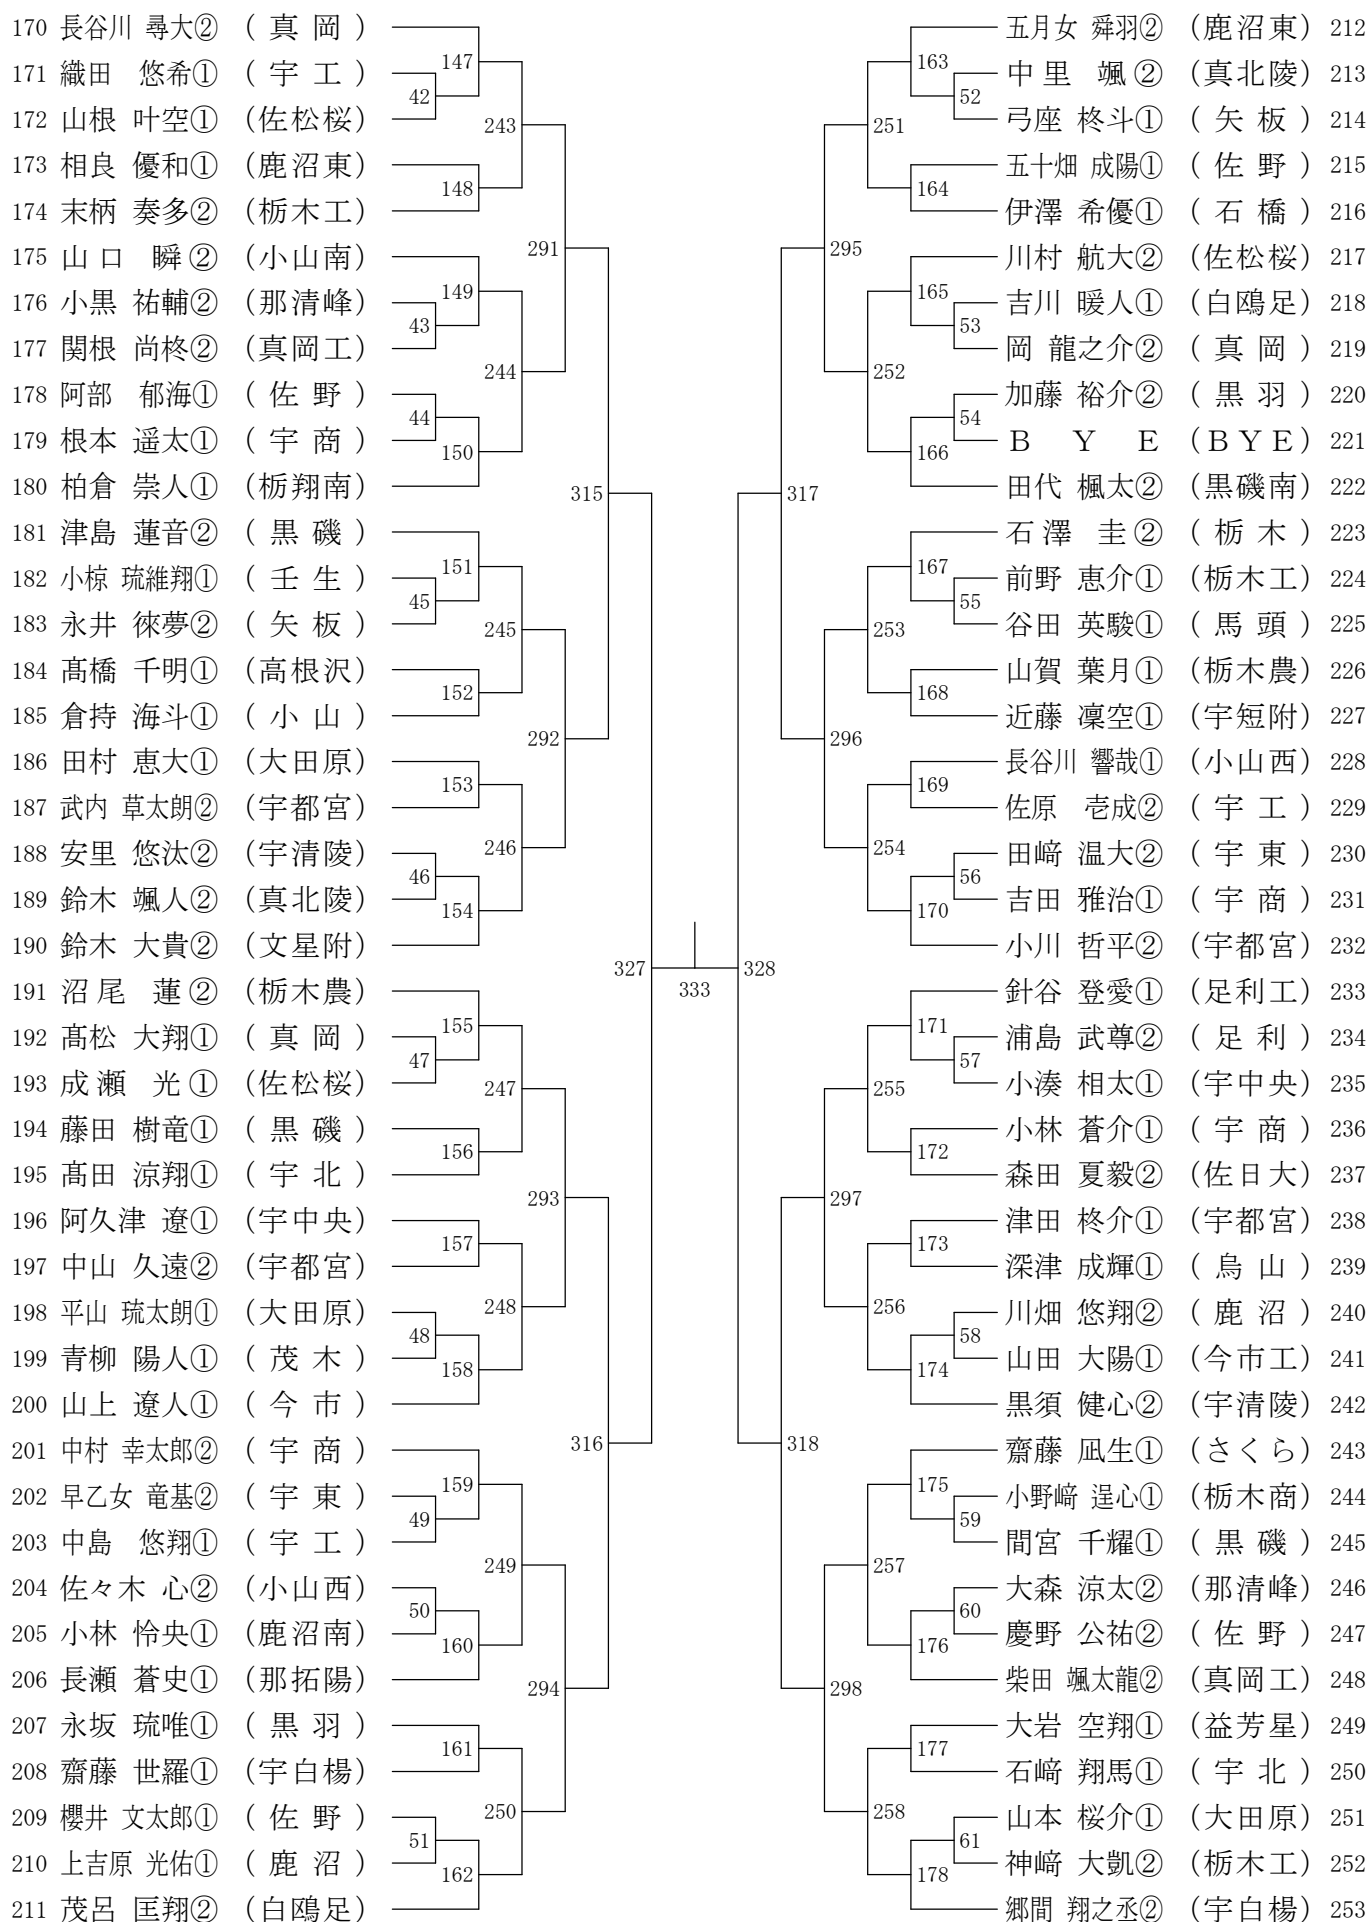 170 長谷川 尋大② (真岡)
171 織田 悠希① (宇工)
172 山根 叶空① (佐松桜)
173 相良 優和① (鹿沼東)
174 末柄 奏多② (栃木工)
175 山口 瞬② (小山南)
176 小黒 祐輔② (那清峰)
177 関根 尚柊② (真岡工)
178 阿部 郁海① (佐野)
179 根本 遥太① (宇商)
180 柏倉 崇人① (栃翔南)
181 津島 蓮音② (黒磯)
182 小椋 琉維翔① (壬生)
183 永井 徠夢② (矢板)
184 髙橋 千明① (高根沢)
185 倉持 海斗① (小山)
186 田村 恵大① (大田原)
187 武内 草太朗② (宇都宮)
188 安里 悠汰② (宇清陵)
189 鈴木 颯人② (真北陵)
190 鈴木 大貴② (文星附)
191 沼尾 蓮② (栃木農)
192 髙松 大翔① (真岡)
193 成瀬 光① (佐松桜)
194 藤田 樹竜① (黒磯)
195 髙田 涼翔① (宇北)
196 阿久津 遼① (宇中央)
197 中山 久遠② (宇都宮)
198 平山 琉太朗① (大田原)
199 青柳 陽人① (茂木)
200 山上 遼人① (今市)
201 中村 幸太郎② (宇商)
202 早乙女 竜基② (宇東)
203 中島 悠翔① (宇工)
204 佐々木 心② (小山西)
205 小林 怜央① (鹿沼南)
206 長瀬 蒼史① (那拓陽)
207 永坂 琉唯① (黒羽)
208 齋藤 世羅① (宇白楊)
209 櫻井 文太郎① (佐野)
210 上吉原 光佑① (鹿沼)
211 茂呂 匡翔② (白鴎足)
42
43
44
45
46
47
48
49
50
51
147
148
149
150
151
152
153
154
155
156
157
158
159
160
161
162
243
244
245
246
247
248
249
250
291
292
293
294
315
316
327
333
328
317
318
295
296
297
298
251
252
253
254
255
256
257
258
163
164
165
166
167
168
169
170
171
172
173
174
175
176
177
178
52
53
54
55
56
57
58
59
60
61
五月女 舜羽② (鹿沼東) 212
中里 颯② (真北陵) 213
弓座 柊斗① (矢板) 214
五十畑 成陽① (佐野) 215
伊澤 希優① (石橋) 216
川村 航大② (佐松桜) 217
吉川 暖人① (白鴎足) 218
岡 龍之介② (真岡) 219
加藤 裕介② (黒羽) 220
BYE (BYE) 221
田代 楓太② (黒磯南) 222
石澤 圭② (栃木) 223
前野 恵介① (栃木工) 224
谷田 英駿① (馬頭) 225
山賀 葉月① (栃木農) 226
近藤 凜空① (宇短附) 227
長谷川 響哉① (小山西) 228
佐原 壱成② (宇工) 229
田﨑 温大② (宇東) 230
吉田 雅治① (宇商) 231
小川 哲平② (宇都宮) 232
針谷 登愛① (足利工) 233
浦島 武尊② (足利) 234
小湊 相太① (宇中央) 235
小林 蒼介① (宇商) 236
森田 夏毅② (佐日大) 237
津田 柊介① (宇都宮) 238
深津 成輝① (烏山) 239
川畑 悠翔② (鹿沼) 240
山田 大陽① (今市工) 241
黒須 健心② (宇清陵) 242
齋藤 凪生① (さくら) 243
小野﨑 逞心① (栃木商) 244
間宮 千耀① (黒磯) 245
大森 涼太② (那清峰) 246
慶野 公祐② (佐野) 247
柴田 颯太龍② (真岡工) 248
大岩 空翔① (益芳星) 249
石﨑 翔馬① (宇北) 250
山本 桜介① (大田原) 251
神﨑 大凱② (栃木工) 252
郷間 翔之丞② (宇白楊) 253